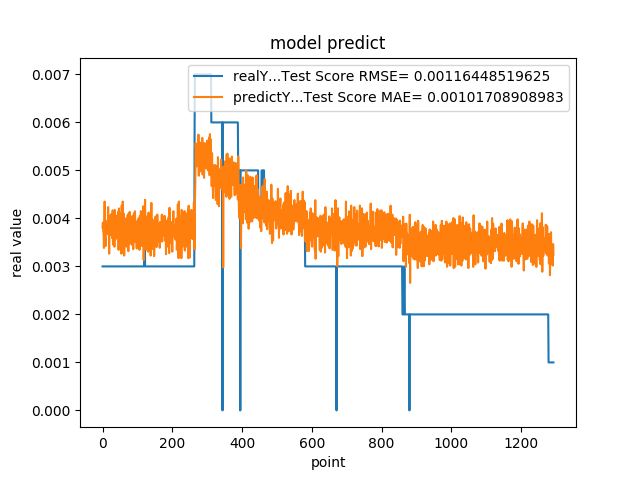 model predict
realY...Test Score RMSE= 0.00116448519625
predictY...Test Score MAE= 0.00101708908983
0.007
0.006
0.005
0.004
0.003
0.002
0.001
0.000
real value
0 200 400 600 800 1000 1200
point